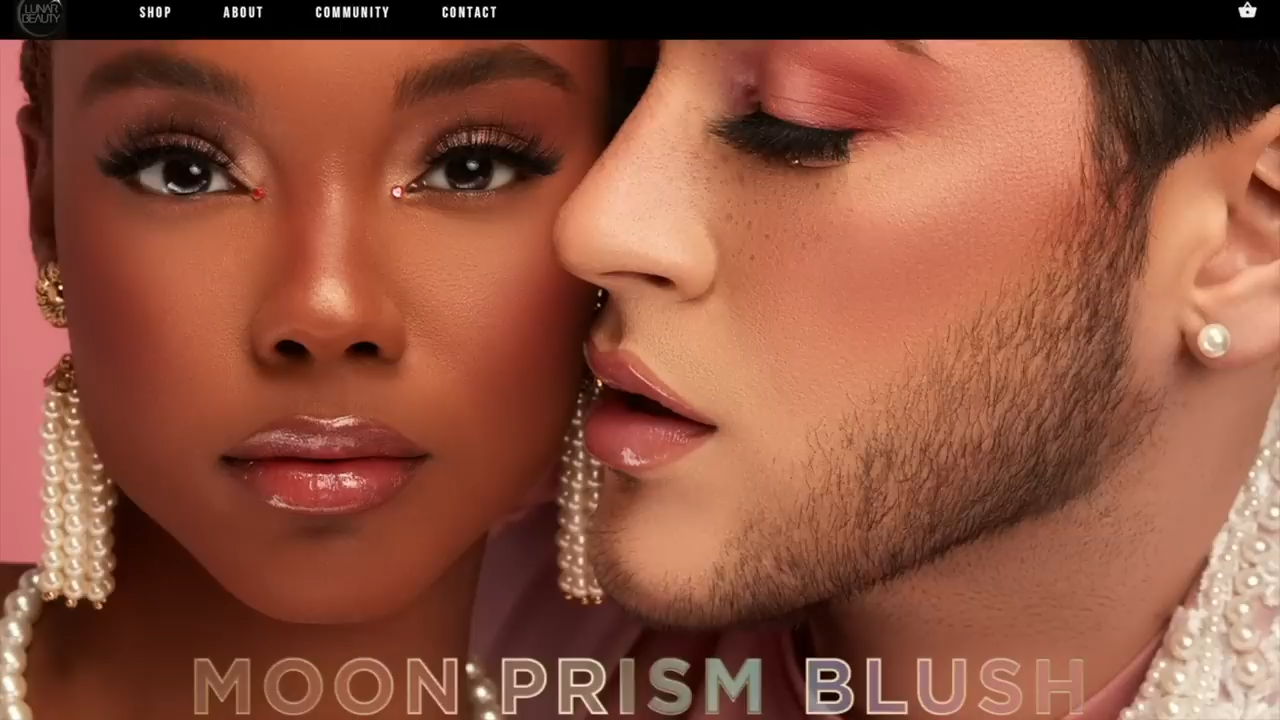 LUNAR
BEAUTY
SHOP ABOUT COMMUNITY CONTACT
MOON PRISM BLUSH